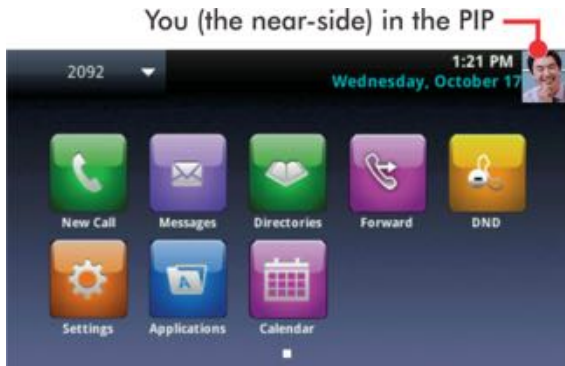 You (the near-side) in the PIP
2092
1:21 PM
Wednesday, October 17
New Call
Messages
Directories
Forward
DND
A
Settings
Applications
Calendar